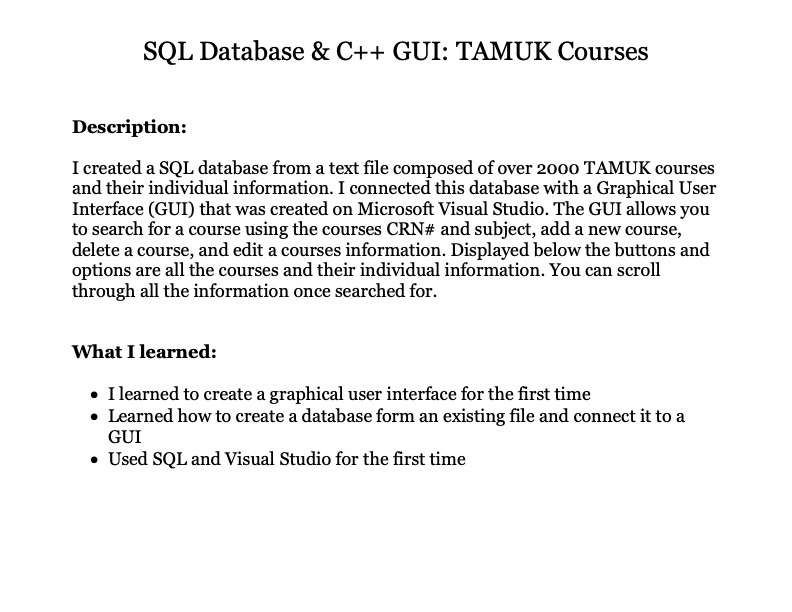 SQL Database & C++ GUI: TAMUK Courses
Description:
I created a SQL database from a text file composed of over 2000 TAMUK courses
and their individual information. I connected this database with a Graphical User
Interface (GUI) that was created on Microsoft Visual Studio. The GUI allows you
to search for a course using the courses CRN# and subject, add a new course,
delete a course, and edit a courses information. Displayed below the buttons and
options are all the courses and their individual information. You can scroll
through all the information once searched for.
What I learned:
• I learned to create a graphical user interface for the first time
• Learned how to create a database form an existing file and connect it to a
GUI
• Used SQL and Visual Studio for the first time